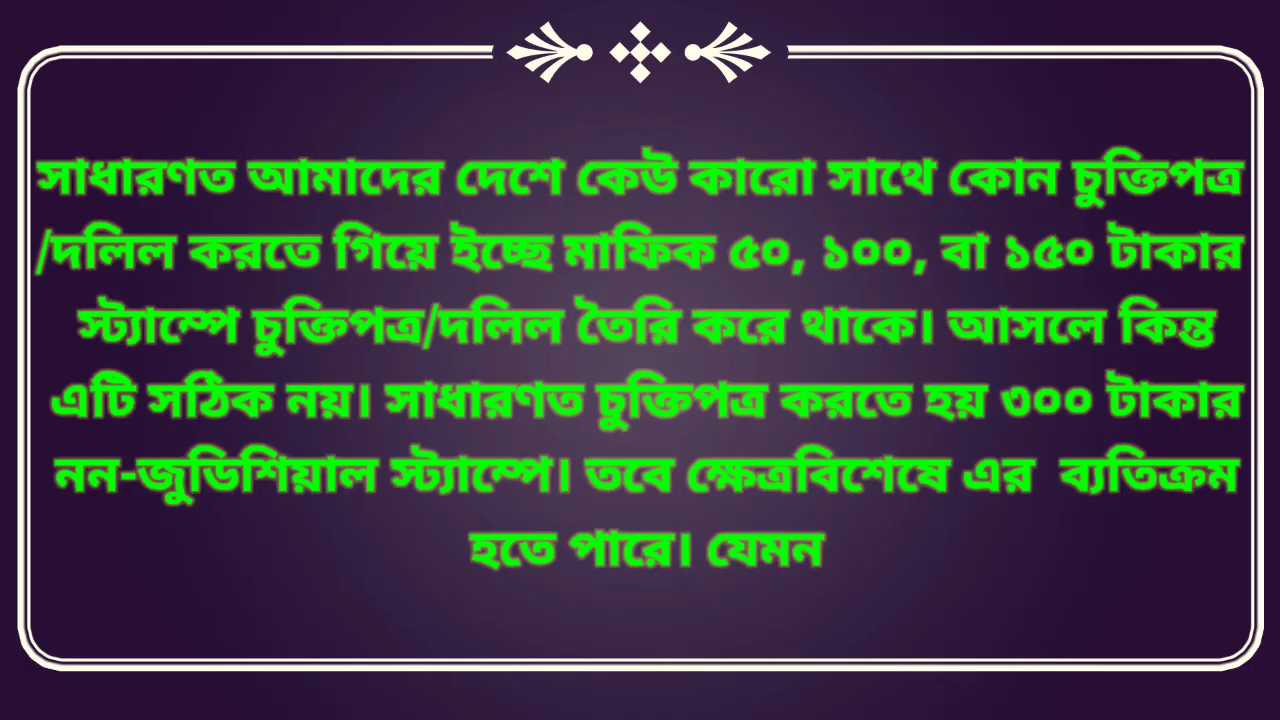 সাধারণত আমাদের দেশে কেউ কারো সাথে কোন চুক্তিপত্র
/দলিল করতে গিয়ে ইচ্ছে মাফিক ৫০, ১০০, বা ১৫০ টাকার
স্ট্যাম্পে চুক্তিপত্র/দলিল তৈরি করে থাকে। আসলে কিন্ত
এটি সঠিক নয়। সাধারণত চুক্তিপত্র করতে হয় ৩০০ টাকার
নন-জুডিশিয়াল স্ট্যাম্পে। তবে ক্ষেত্রবিশেষে এর ব্যতিক্রম
হতে পারে। যেমন